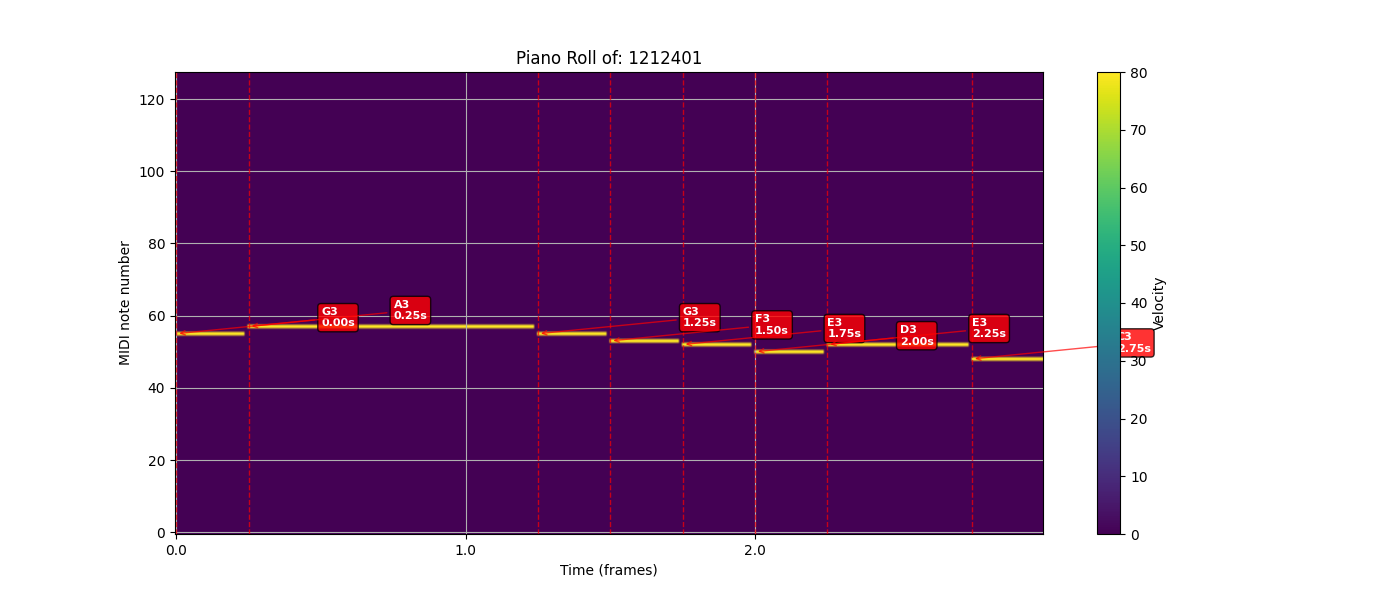 Piano Roll of: 1212401
MIDI note number
120
100
80
60
40
20
0
G3
0.00s
A3
0.25s
G3
1.25s
F3
1.50s
E3
1.75s
D3
2.00s
E3
2.25s
C3
2.75s
0.0
1.0
2.0
Time (frames)
80
70
60
50
40
30
20
10
0
Velocity